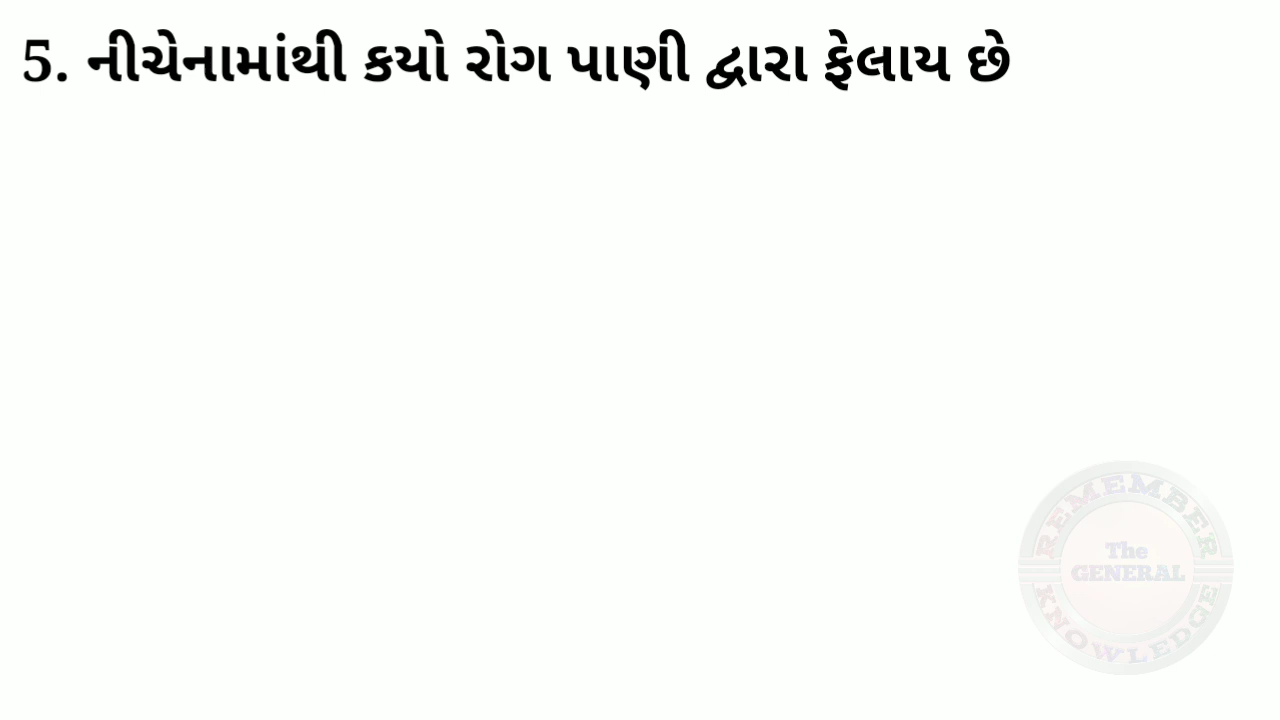 5. નીચેનામાંથી કયો રોગ પાણી દ્વારા ફેલાય છે
REMEMBER
The
GENERAL
KNOWLEDGE